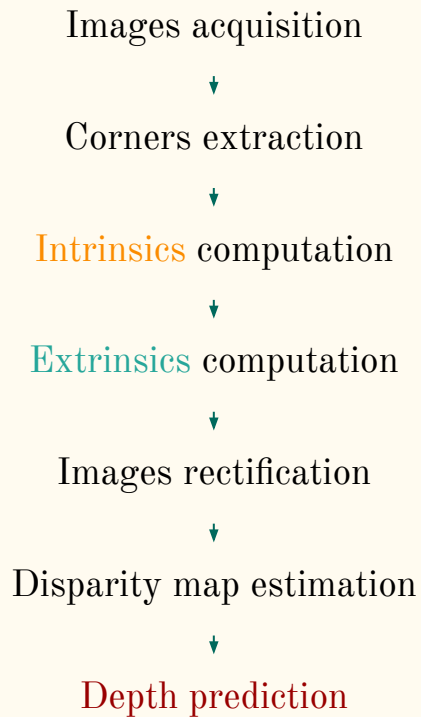 Images acquisition
Corners extraction
Intrinsics computation
Extrinsics computation
Images rectification
Disparity map estimation
Depth prediction